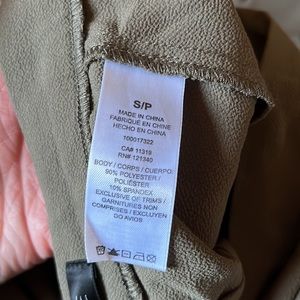 S/P
MADE IN CHINA
FABRIQUÉ EN CHINE
HECHO EN CHINA
100017322
CA# 11319
RN# 121340
BODY / CORPS / CUERPO:
90% POLYESTER /
POLIÉSTER
10% SPANDEX
EXCLUSIVE OF TRIMS /
GARNITURES NON
COMPRISES / EXCLUYEN
DO AVIOS